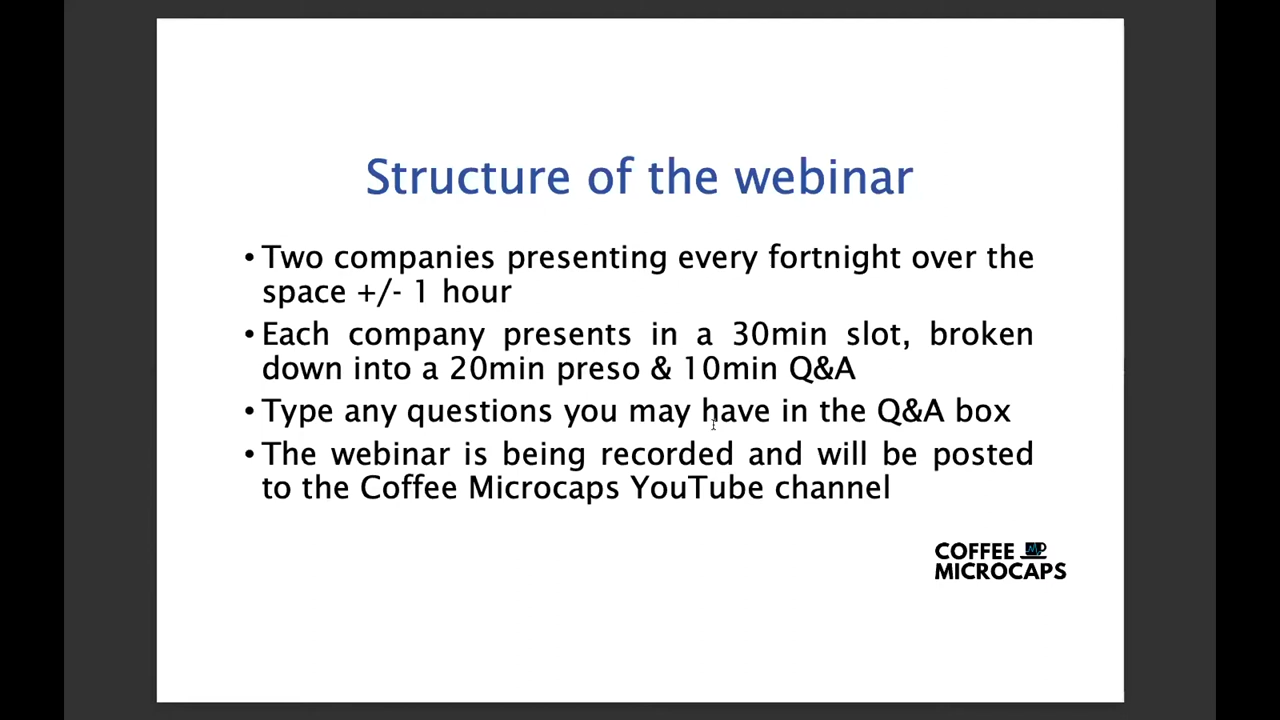 Structure of the webinar
• Two companies presenting every fortnight over the
space +/- 1 hour
• Each company presents in a 30min slot, broken
down into a 20min preso & 10min Q&A
• Type any questions you may have in the Q&A box
• The webinar is being recorded and will be posted
to the Coffee Microcaps YouTube channel
COFFEE
MICROCAPS